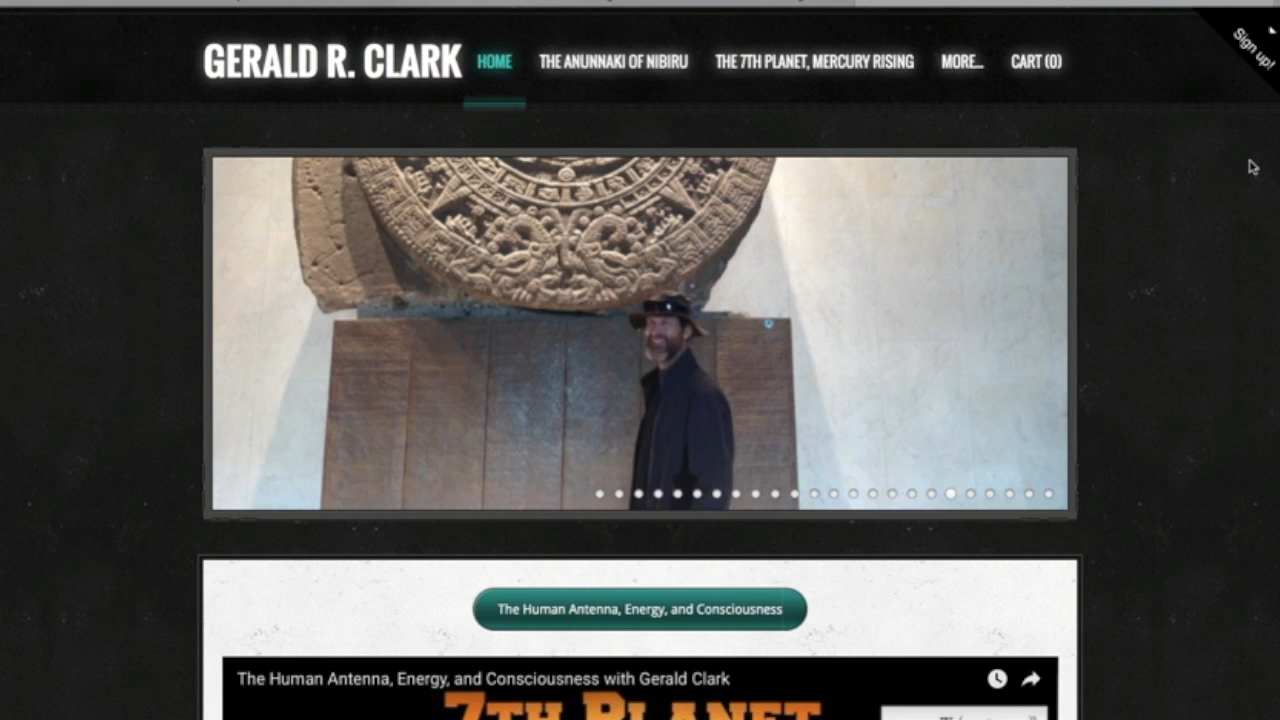 GERALD R. CLARK HOME THE ANUNNAKI OF NIBIRU THE 7TH PLANET, MERCURY RISING MORE... CART (0)
Sign up!
The Human Antenna, Energy, and Consciousness
The Human Antenna, Energy, and Consciousness with Gerald Clark
7TH PLANET